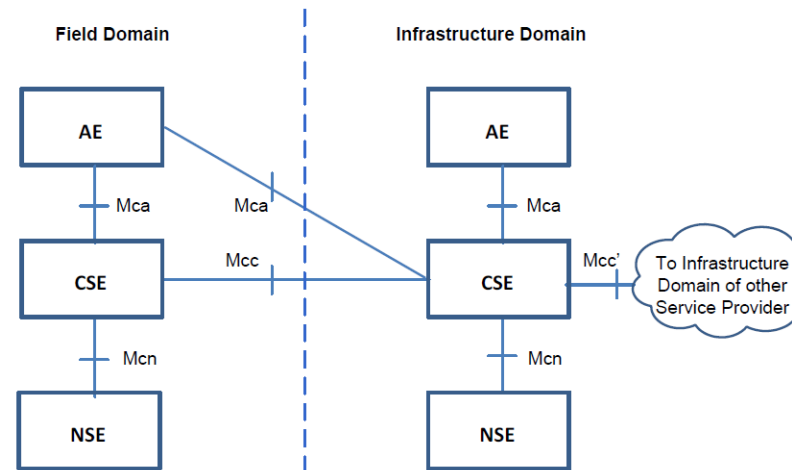 Field Domain
Infrastructure Domain
AE
AE
Mca
Mca
Mca
Mcc
Mcc’
CSE
CSE
To Infrastructure
Domain of other
Service Provider
Mcn
Mcn
NSE
NSE